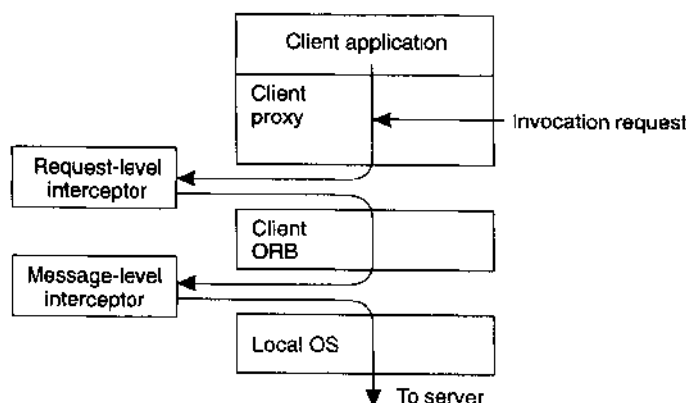 Client application
Client
proxy
Invocation request
Request-level
interceptor
Client
ORB
Message-level
interceptor
Local OS
To server